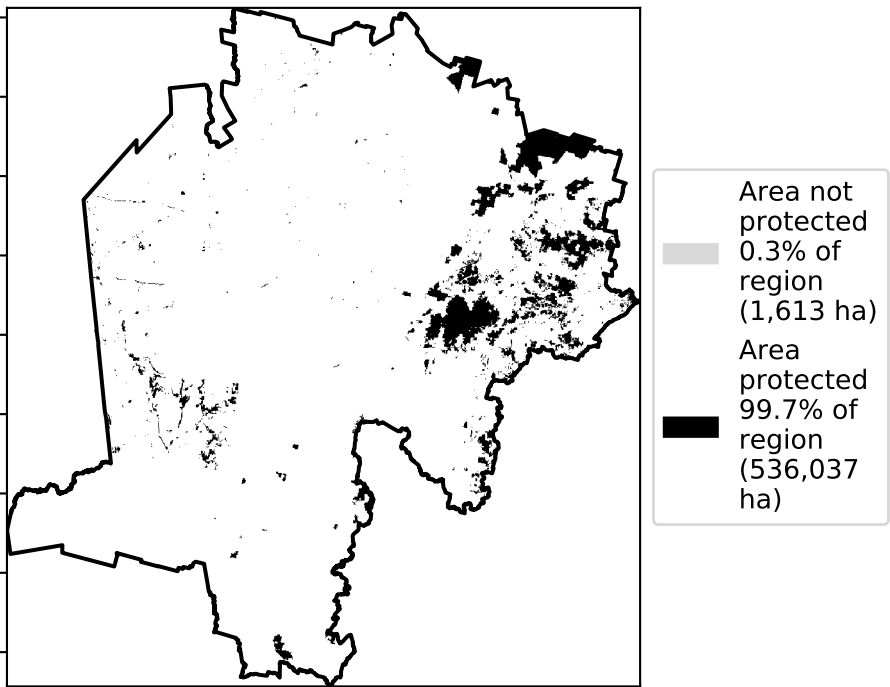 Area not
protected
0.3% of
region
(1,613 ha)
Area
protected
99.7% of
region
(536,037
ha)